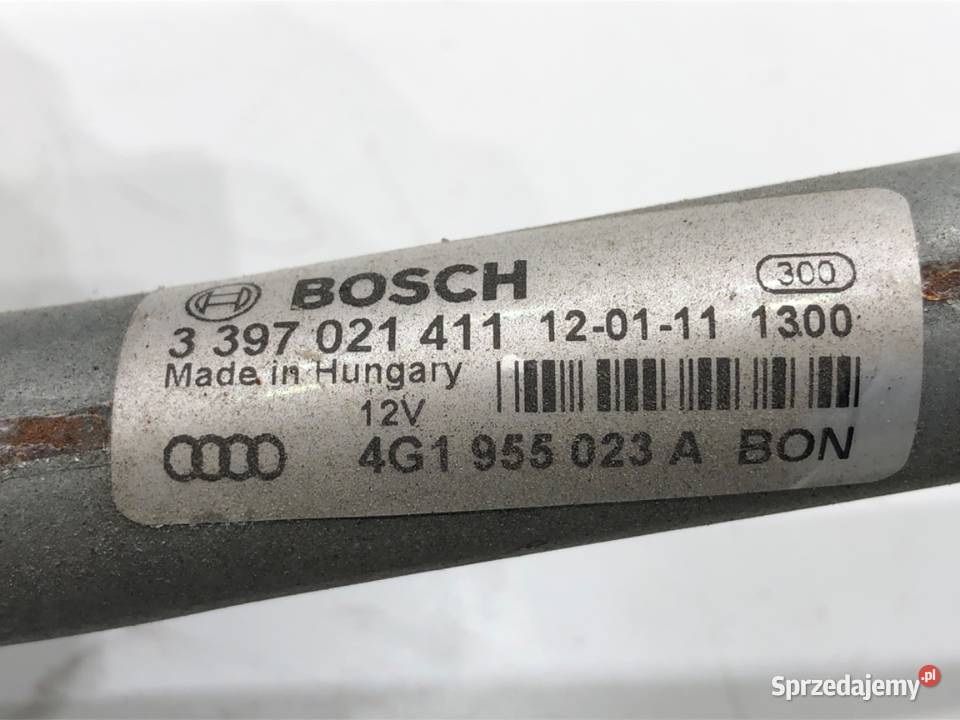 BOSCH 300
3 397 021 411 12-01-11 1300
Made in Hungary
12V
4G1 955 023 A BON
Sprzedajemy.pl